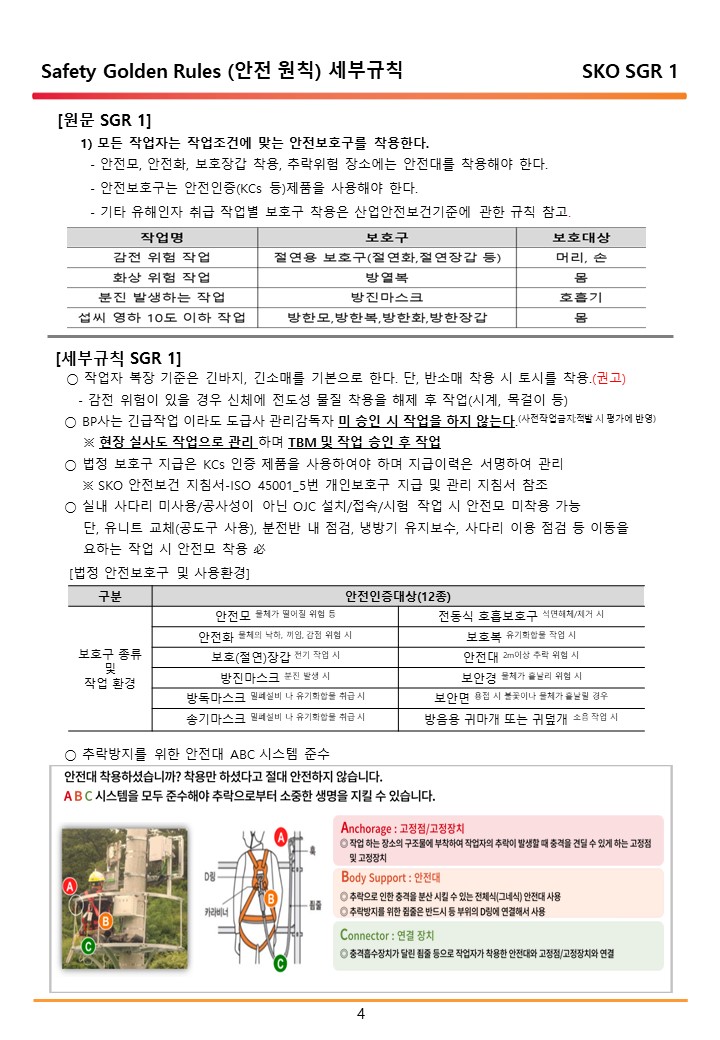 Safety Golden Rules (안전 원칙) 세부규칙 SKO SGR 1
[원문 SGR 1]
1) 모든 작업자는 작업조건에 맞는 안전보호구를 착용한다.
- 안전모, 안전화, 보호장갑 착용, 추락위험 장소에는 안전대를 착용해야 한다.
- 안전보호구는 안전인증(KCs 등)제품을 사용해야 한다.
- 기타 유해인자 취급 작업별 보호구 착용은 산업안전보건기준에 관한 규칙 참고.
작업명 보호구 보호대상
감전 위험 작업 절연용 보호구(절연화,절연장갑 등) 머리, 손
화상 위험 작업 방열복 몸
분진 발생하는 작업 방진마스크 호흡기
섭씨 영하 10도 이하 작업 방한모,방한복,방한화,방한장갑 몸
[세부규칙 SGR 1]
○ 작업자 복장 기준은 긴바지, 긴소매를 기본으로 한다. 단, 반소매 착용 시 토시를 착용.(권고)
- 감전 위험이 있을 경우 신체에 전도성 물질 착용을 해제 후 작업(시계, 목걸이 등)
○ BP사는 긴급작업 이라도 도급사 관리감독자 미 승인 시 작업을 하지 않는다.(사전작업금지:적발 시 평가에 반영)
※ 현장 실사도 작업으로 관리 하며 TBM 및 작업 승인 후 작업
○ 법정 보호구 지급은 KCs 인증 제품을 사용하여야 하며 지급이력은 서명하여 관리
※ SKO 안전보건 지침서-ISO 45001_5번 개인보호구 지급 및 관리 지침서 참조
○ 실내 사다리 미사용/공사성이 아닌 OJC 설치/접속/시험 작업 시 안전모 미착용 가능
단, 유니트 교체(공도구 사용), 분전반 내 점검, 냉방기 유지보수, 사다리 이용 점검 등 이동을
요하는 작업 시 안전모 착용 必
[법정 안전보호구 및 사용환경]
구분 안전인증대상(12종)
보호구 종류
및
작업 환경
안전모 물체가 떨어질 위험 등 전동식 호흡보호구 석면해체/제거 시
안전화 물체의 낙하, 끼임, 감전 위험 시 보호복 유기화합물 작업 시
보호(절연)장갑 전기 작업 시 안전대 2m이상 추락 위험 시
방진마스크 분진 발생 시 보안경 물체가 흩날리 위험 시
방독마스크 밀폐설비 나 유기화합물 취급 시 보안면 용접 시 불꽃이나 물체가 흩날릴 경우
송기마스크 밀폐설비 나 유기화합물 취급 시 방음용 귀마개 또는 귀덮개 소음 작업 시
○ 추락방지를 위한 안전대 ABC 시스템 준수
안전대 착용하셨습니까? 착용만 하셨다고 절대 안전하지 않습니다.
A B C 시스템을 모두 준수해야 추락으로부터 소중한 생명을 지킬 수 있습니다.
A
B
C
A
훅
D링
B
카라비너
죔줄
C
Anchorage : 고정점/고정장치
◎ 작업 하는 장소의 구조물에 부착하여 작업자의 추락이 발생할 때 충격을 견딜 수 있게 하는 고정점
및 고정장치
Body Support : 안전대
◎ 추락으로 인한 충격을 분산 시킬 수 있는 전체식(그네식) 안전대 사용
◎ 추락방지를 위한 죔줄은 반드시 등 부위의 D링에 연결해서 사용
Connector : 연결 장치
◎ 충격흡수장치가 달린 죔줄 등으로 작업자가 착용한 안전대와 고정점/고정장치와 연결
4